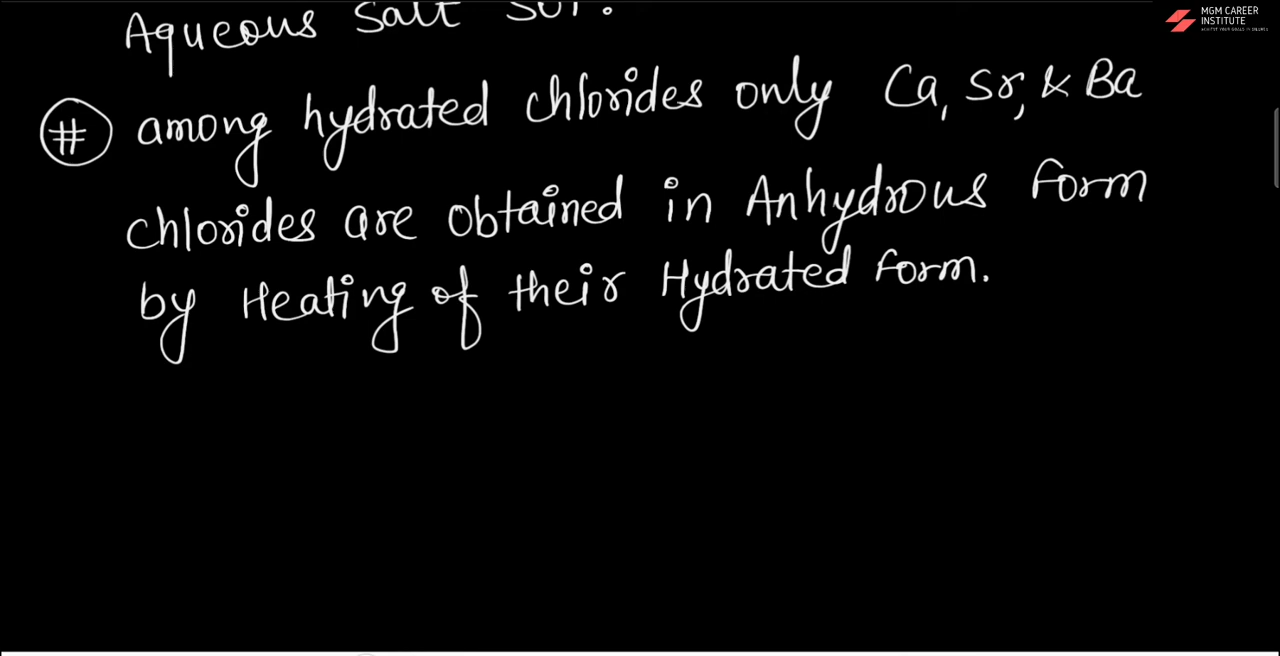 Aqueous Salt Sol.
MGM CAREER
INSTITUTE
# among hydrated chlorides only Ca, Sr, & Ba
chlorides are obtained in Anhydrous form
by Heating of their Hydrated form.